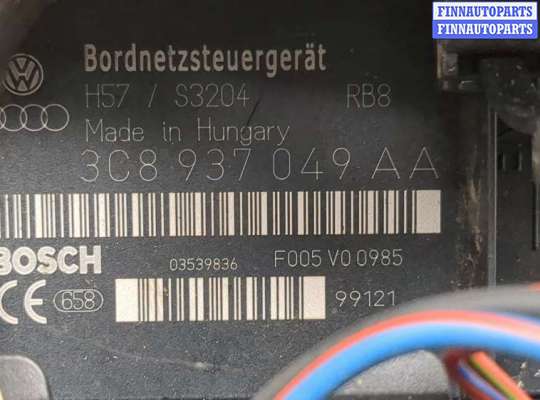 FINNAUTOPARTS
FINNAUTOPARTS
Bordnetzsteuergerät
H57 / S3204 RB8
Made in Hungary
3C8 937 049 AA
BOSCH 03539836 F005 V0 0985
CE 658 99121